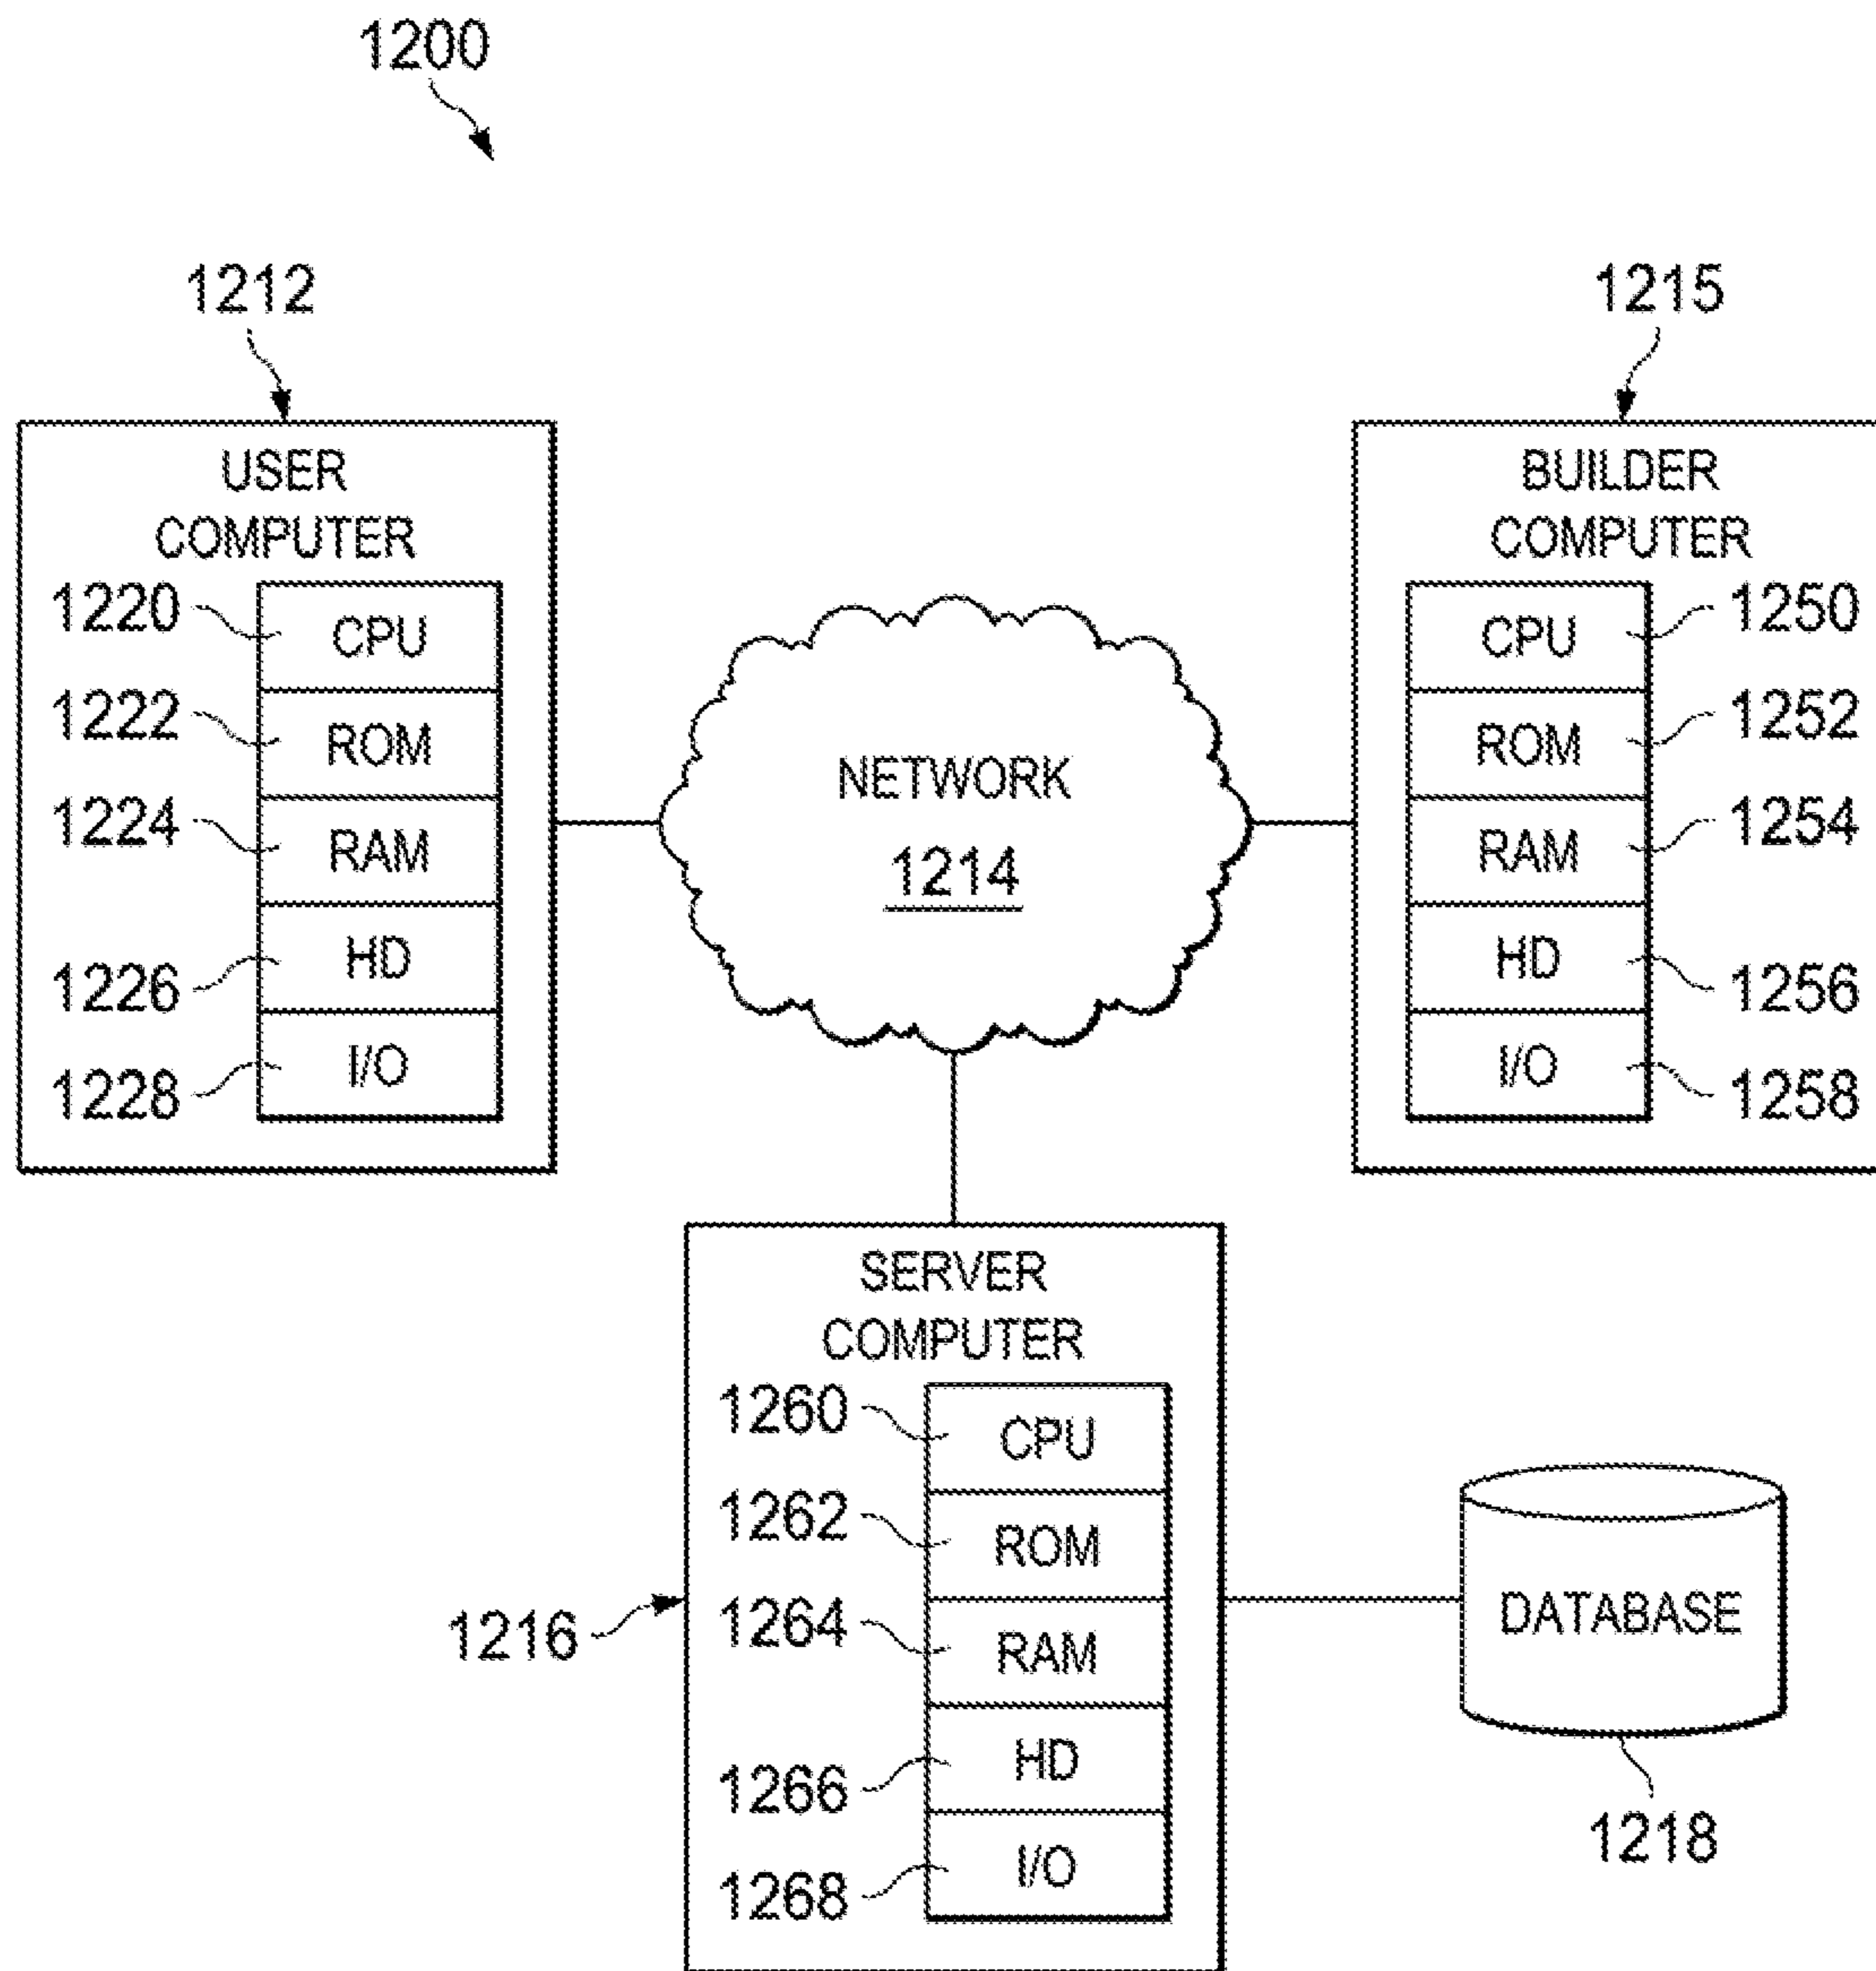 1200
1212
1215
USER
COMPUTER
1220
CPU
1222
ROM
1224
RAM
1226
HD
1228
I/O
NETWORK
1214
BUILDER
COMPUTER
CPU
1250
ROM
1252
RAM
1254
HD
1256
I/O
1258
SERVER
COMPUTER
1260
CPU
1262
ROM
1264
RAM
1266
HD
1268
I/O
1216
DATABASE
1218